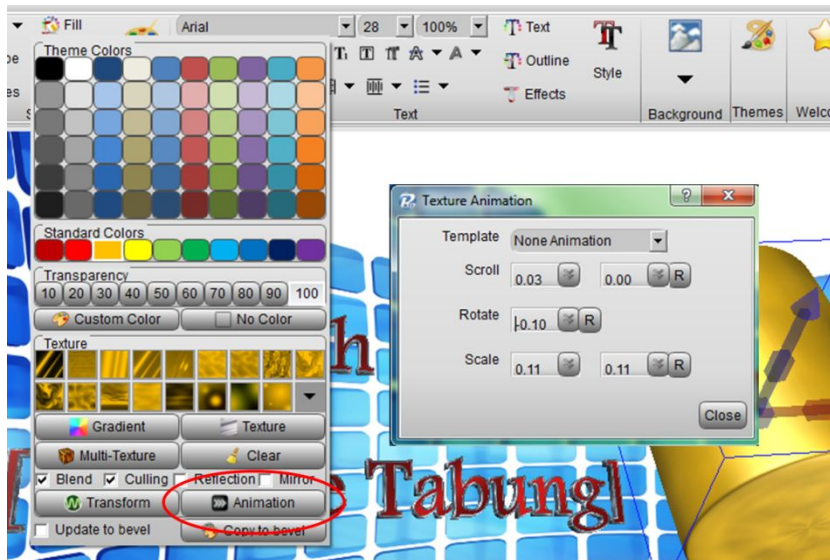 Fill
Arial 28 100%
Text
Outline
Effects
Style
Text
Background
Themes
Theme Colors
Standard Colors
Transparency
10 20 30 40 50 60 70 80 90 100
Custom Color No Color
Texture
Gradient Texture
Multi-Texture Clear
Blend Culling Reflection Mirror
Transform Animation
Update to bevel Copy to bevel
Texture Animation
Template None Animation
Scroll 0.03 0.00 R
Rotate -0.10 R
Scale 0.11 0.11 R
Close
h
[ e Tabung]